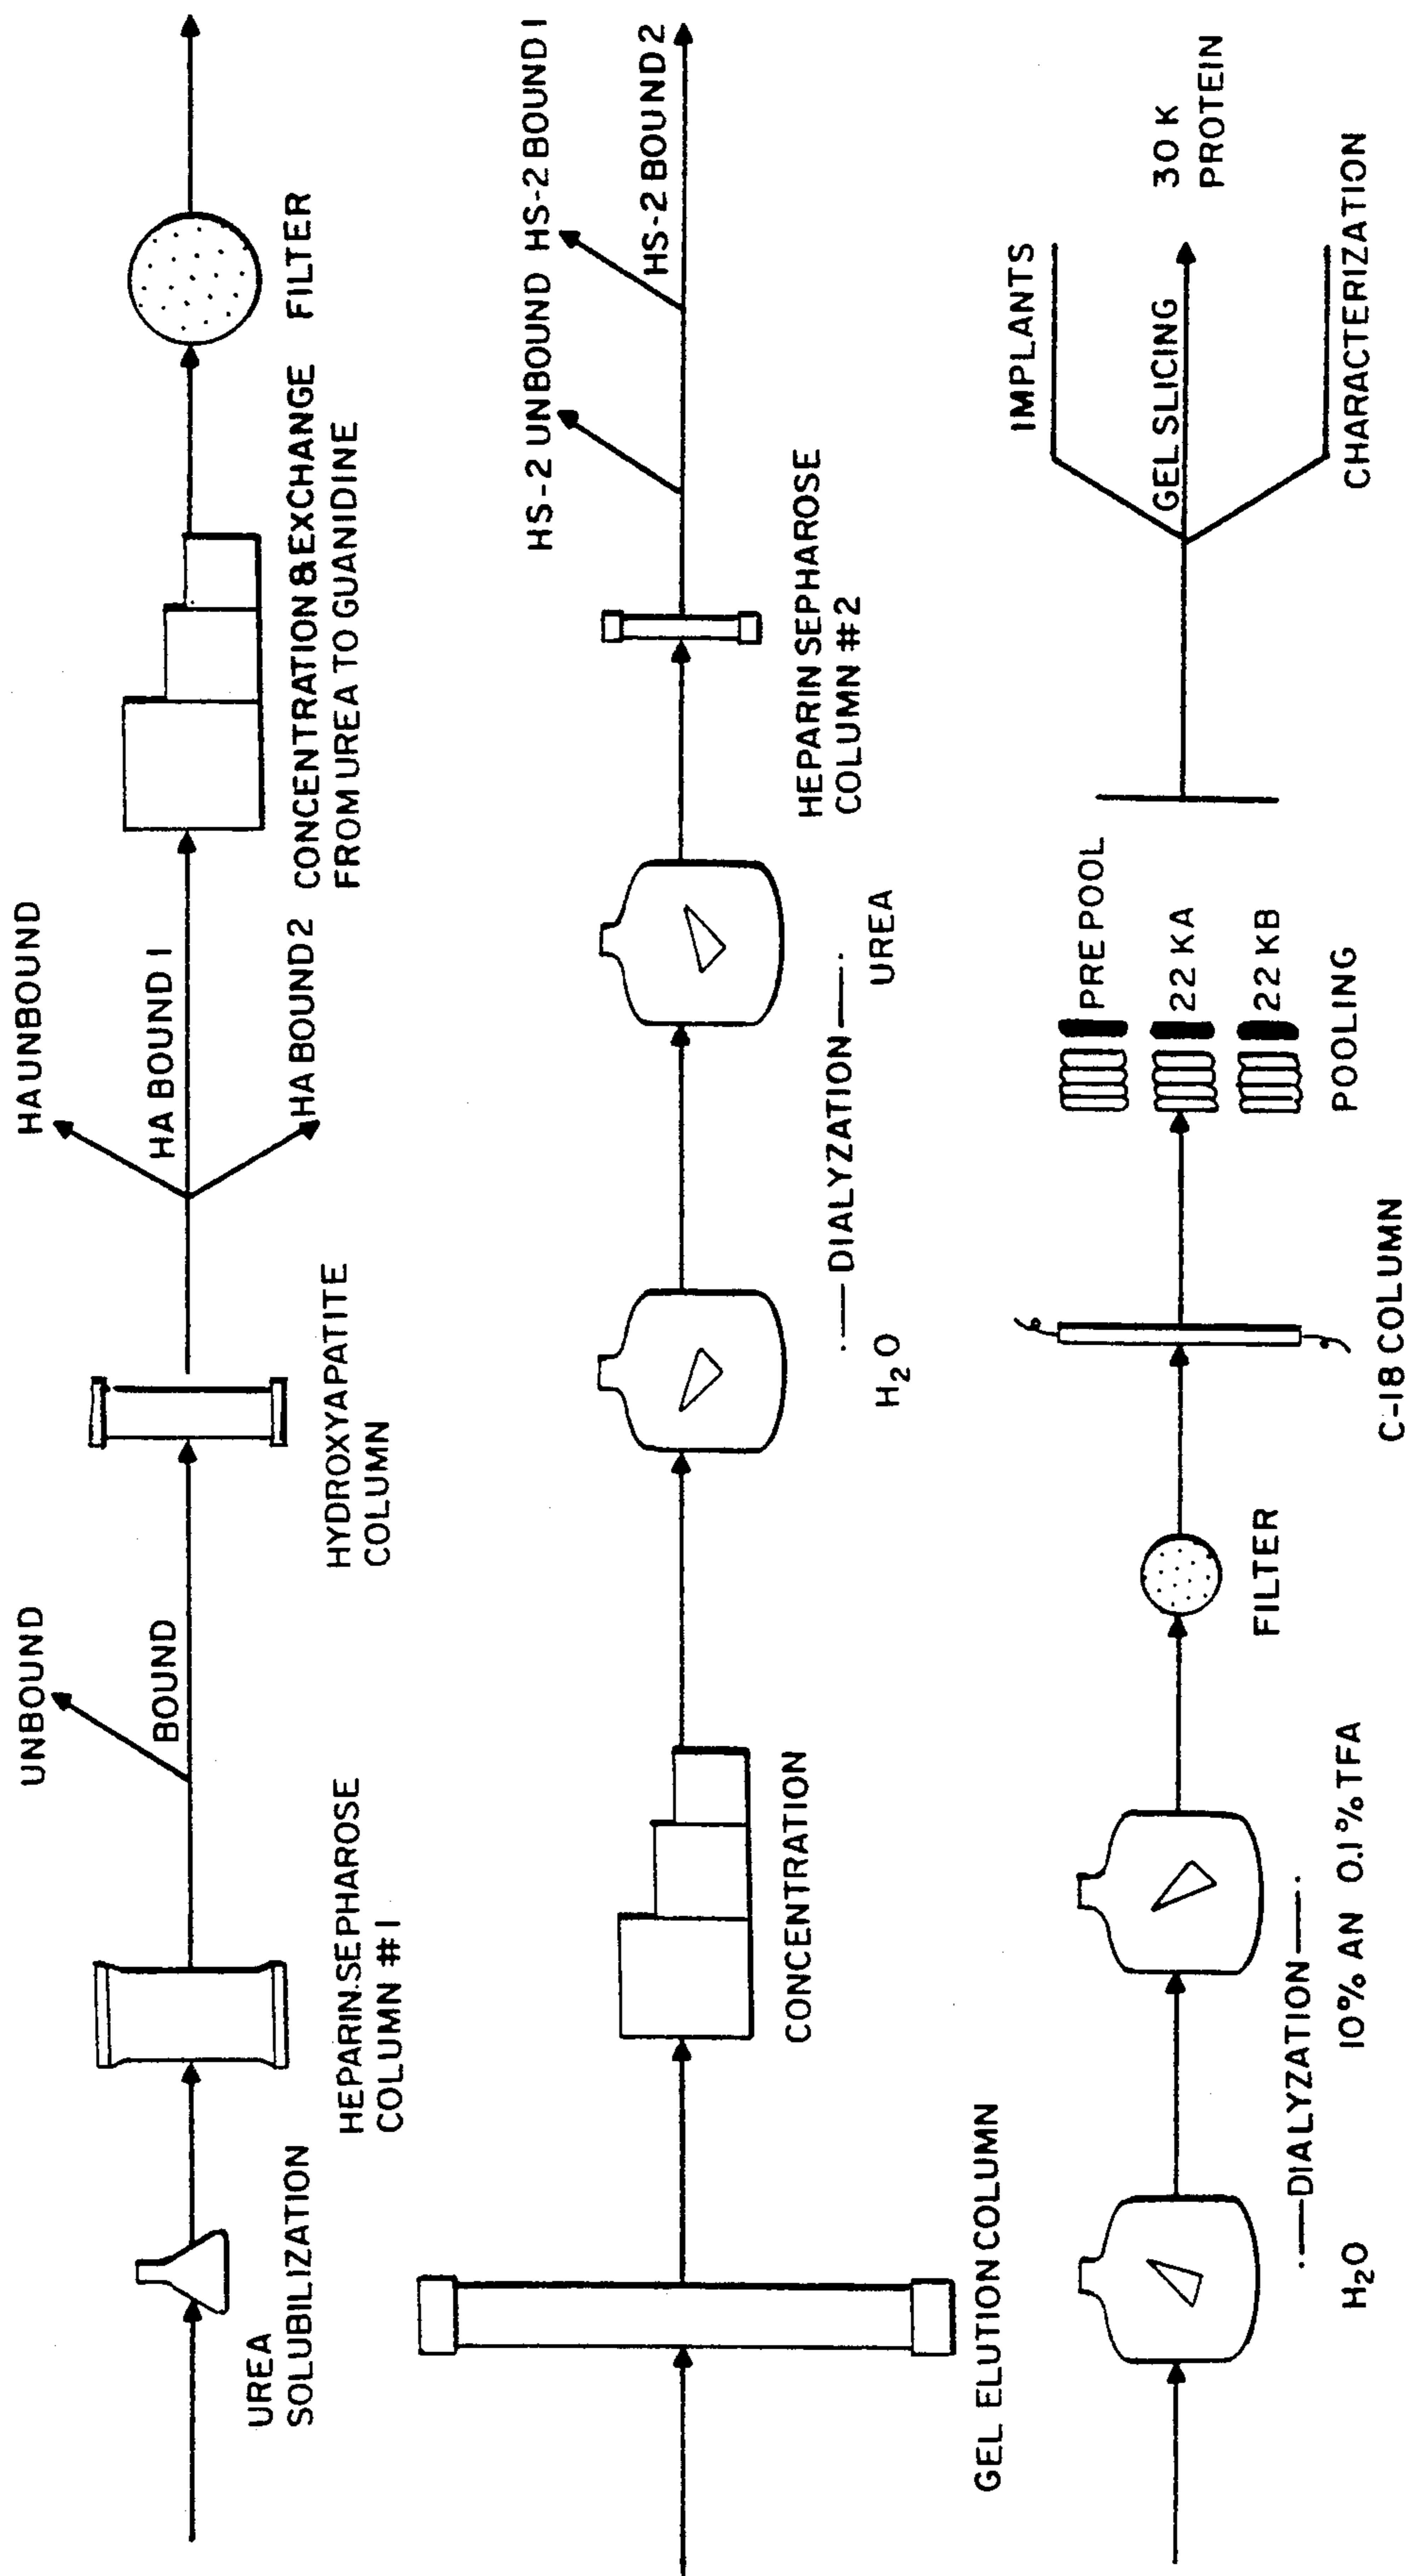 UREA
SOLUBILIZATION
HEPARIN.SEPHAROSE
COLUMN #1
UNBOUND
BOUND
HYDROXYAPATITE
COLUMN
HA UNBOUND
HA BOUND 1
HA BOUND 2
CONCENTRATION & EXCHANGE
FROM UREA TO GUANIDINE
FILTER
GEL ELUTION COLUMN
CONCENTRATION
H2O
DIALYZATION
UREA
HEPARIN SEPHAROSE
COLUMN #2
HS-2 UNBOUND
HS-2 BOUND 1
HS-2 BOUND 2
H2O
DIALYZATION
10% AN 0.1% TFA
FILTER
C-18 COLUMN
PREPOOL
22 KA
22 KB
POOLING
IMPLANTS
GEL SLICING
30 K
PROTEIN
CHARACTERIZATION